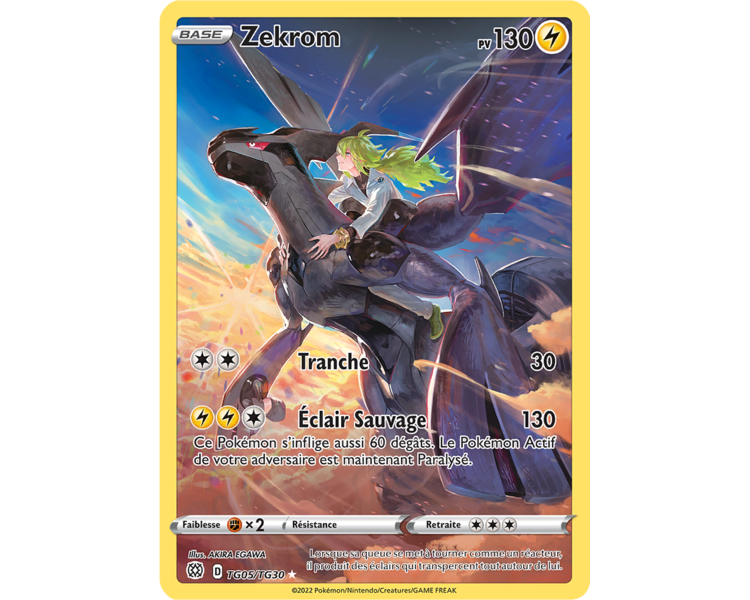 BASE Zekrom PV 130
Tranche 30
Éclair Sauvage 130
Ce Pokémon s'inflige aussi 60 dégâts. Le Pokémon Actif
de votre adversaire est maintenant Paralysé.
Faiblesse ×2 Résistance Retraite
Illus. AKIRA EGAWA
Lorsque sa queue se met à tourner comme un réacteur,
il produit des éclairs qui transpercent tout autour de lui.
D TG05/TG30
©2022 Pokémon/Nintendo/Creatures/GAME FREAK